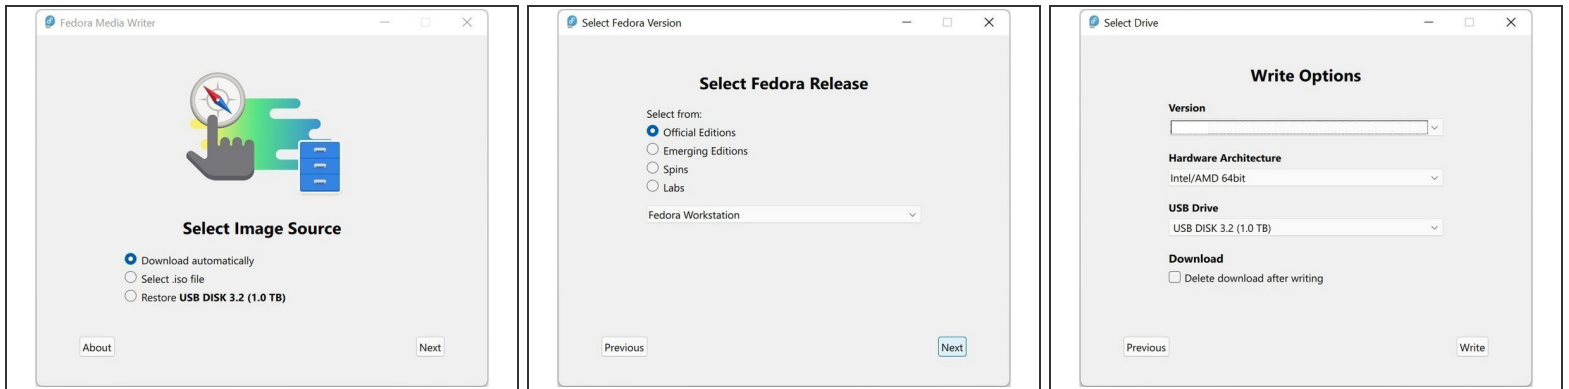 Fedora Media Writer
Select Image Source
Download automatically
Select .iso file
Restore USB DISK 3.2 (1.0 TB)
About
Next
Select Fedora Version
Select Fedora Release
Select from:
Official Editions
Emerging Editions
Spins
Labs
Fedora Workstation
Previous
Next
Select Drive
Write Options
Version
Hardware Architecture
Intel/AMD 64bit
USB Drive
USB DISK 3.2 (1.0 TB)
Download
Delete download after writing
Previous
Write